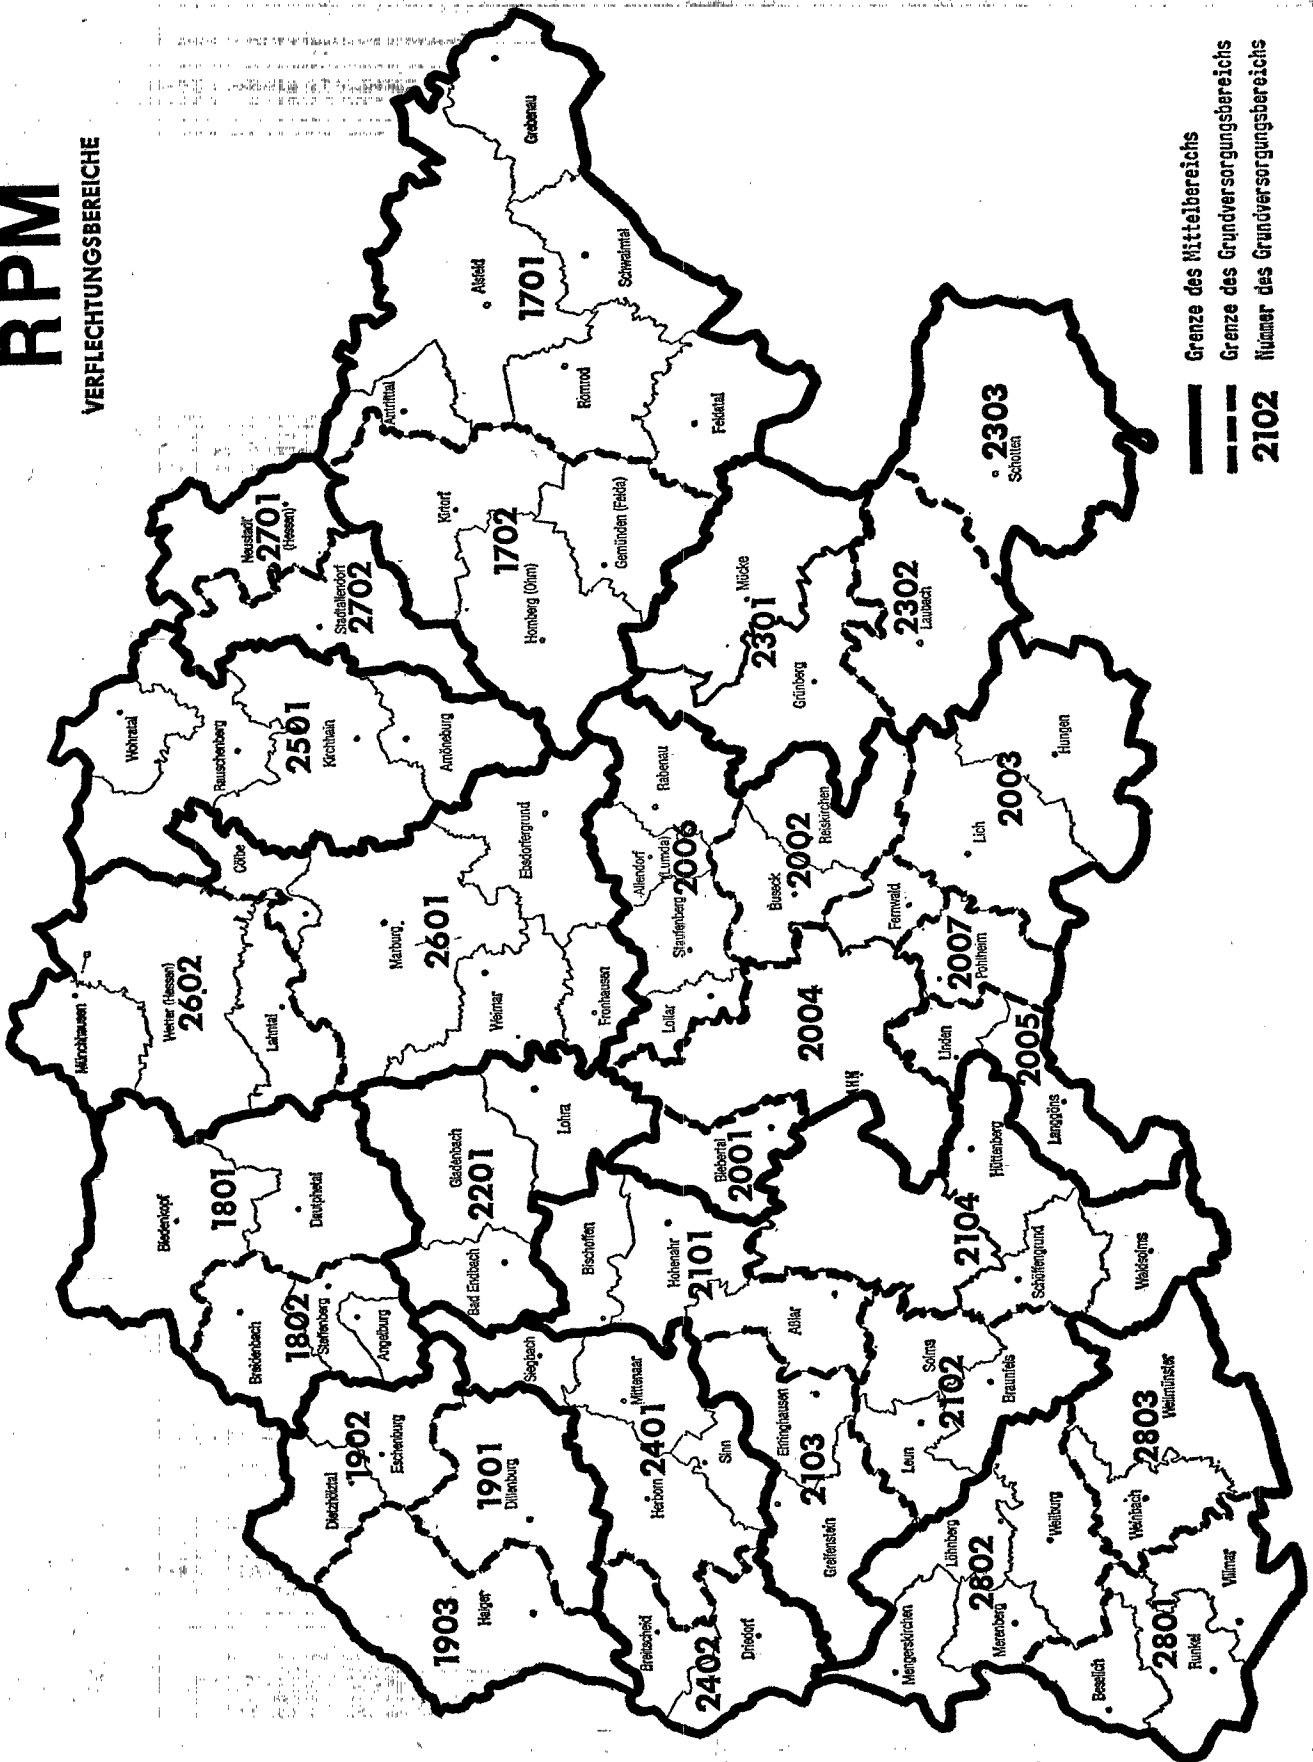 RPM
VERFLECHTUNGSBEREICHE
Grenze des Mittelbereichs
Grenze des Grundversorgungsbereichs
2102 Nummer des Grundversorgungsbereichs
Grebenau
Alsfeld
1701
Schwalmtal
Antrifttal
Romrod
Feldatal
2303
Schotten
Neustadt
2701
(Hessen)
Stadtallendorf
2702
Kirtorf
1702
Homberg (Ohm)
Gemünden (Felda)
Mücke
2301
Grünberg
2302
Laubach
Wohratal
Rauschenberg
2501
Kirchhain
Amöneburg
Rabenau
Allendorf
(Lumda)
2006
Staufenberg
Lollar
Reiskirchen
2002
Buseck
Hungen
2003
Lich
Fernwald
2007
Pohlheim
Cölbe
Ebsdorfergrund
Marburg
2601
Weimar
Fronhausen
Münchhausen
Wetter (Hessen)
2602
Lahntal
2004
Linden
2005
Langgöns
Lohra
Gladenbach
2201
Bad Endbach
Biebertal
2001
Hüttenberg
2104
Schöffengrund
Waldsolms
Biedenkopf
1801
Dautphetal
Bischoffen
Hohenahr
2101
Breidenbach
1802
Steffenberg
Angelburg
Siegbach
Aßlar
Solms
2102
Braunfels
Leun
Mittenaar
2401
Herborn
Sinn
Ehringhausen
2103
Greifenstein
1902
Eschenburg
Dietzhölztal
1901
Dillenburg
1903
Haiger
Breitscheid
2402
Driedorf
Weilmünster
2803
Weinbach
Weilburg
Löhnberg
2802
Merenberg
Mengerskirchen
Villmar
2801
Runkel
Beselich